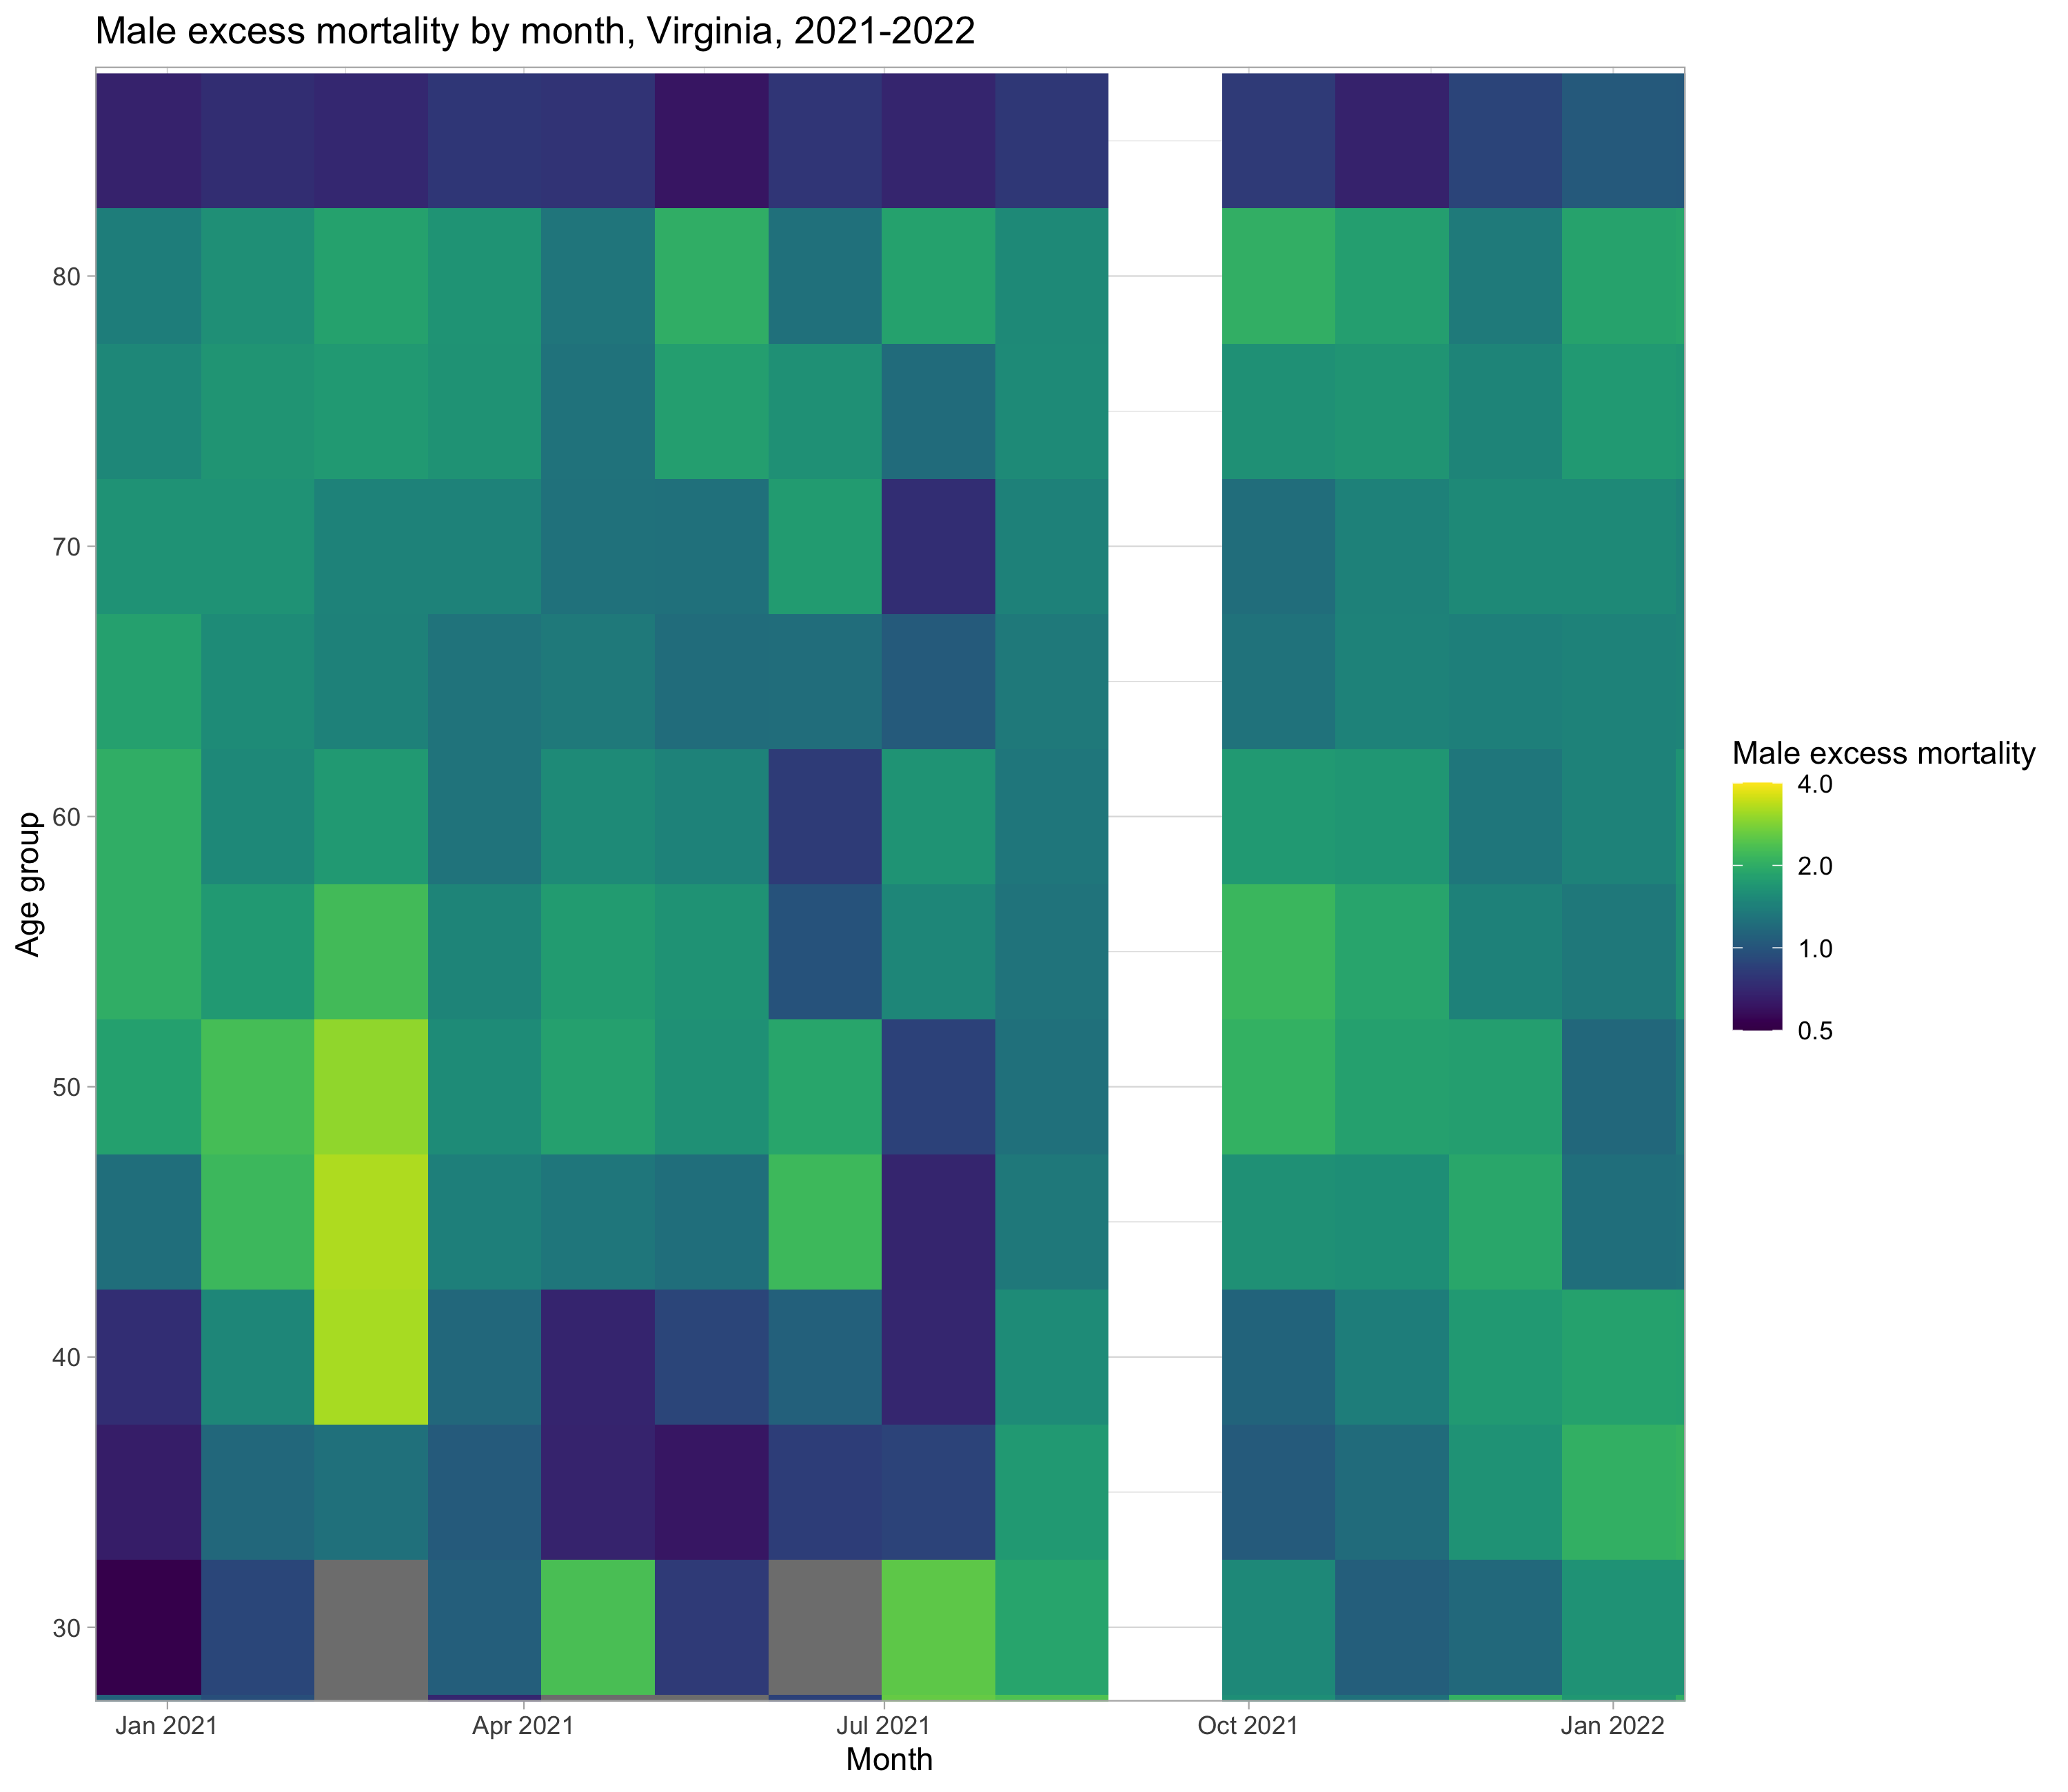 Male excess mortality by month, Virginia, 2021-2022
80
70
60
50
40
30
Age group
Jan 2021
Apr 2021
Jul 2021
Oct 2021
Jan 2022
Month
Male excess mortality
4.0
2.0
1.0
0.5